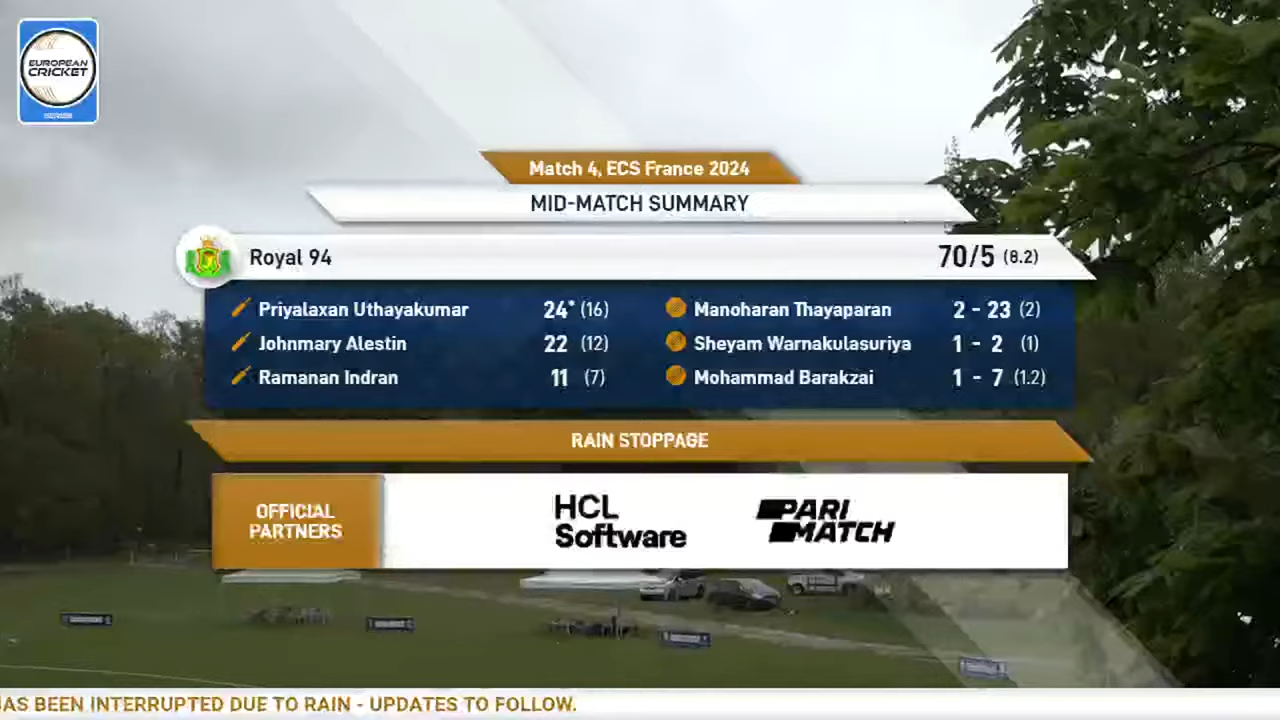 EUROPEAN
CRICKET
SERIES
Match 4, ECS France 2024
MID-MATCH SUMMARY
Royal 94 70/5 (8.2)
Priyalaxan Uthayakumar 24* (16) Manoharan Thayaparan 2 - 23 (2)
Johnmary Alestin 22 (12) Sheyam Warnakulasuriya 1 - 2 (1)
Ramanan Indran 11 (7) Mohammad Barakzai 1 - 7 (1.2)
RAIN STOPPAGE
OFFICIAL
PARTNERS
HCL
Software
PARI
MATCH
AS BEEN INTERRUPTED DUE TO RAIN - UPDATES TO FOLLOW.